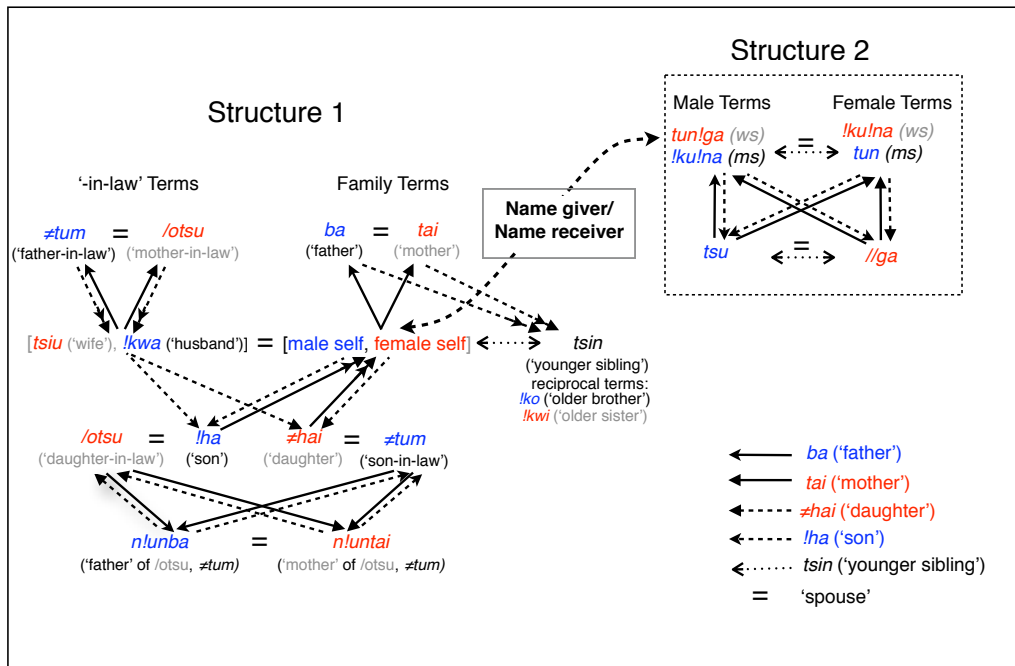 Structure 2
Male Terms
Female Terms
tun!ga (ws)
!ku!na (ws)
=
!ku!na (ms)
tun (ms)
tsu
=
//ga
Structure 1
'-in-law' Terms
Family Terms
Name giver/
Name receiver
≠tum = /otsu
('father-in-law') ('mother-in-law')
ba = tai
('father') ('mother')
[tsiu ('wife'), !kwa ('husband')] = [male self, female self]
tsin
('younger sibling')
reciprocal terms:
!ko ('older brother')
!kwi ('older sister')
/otsu = !ha ≠hai = ≠tum
('daughter-in-law') ('son') ('daughter') ('son-in-law')
n!unba = n!untai
('father' of /otsu, ≠tum) ('mother' of /otsu, ≠tum)
ba ('father')
tai ('mother')
≠hai ('daughter')
!ha ('son')
tsin ('younger sibling')
= 'spouse'